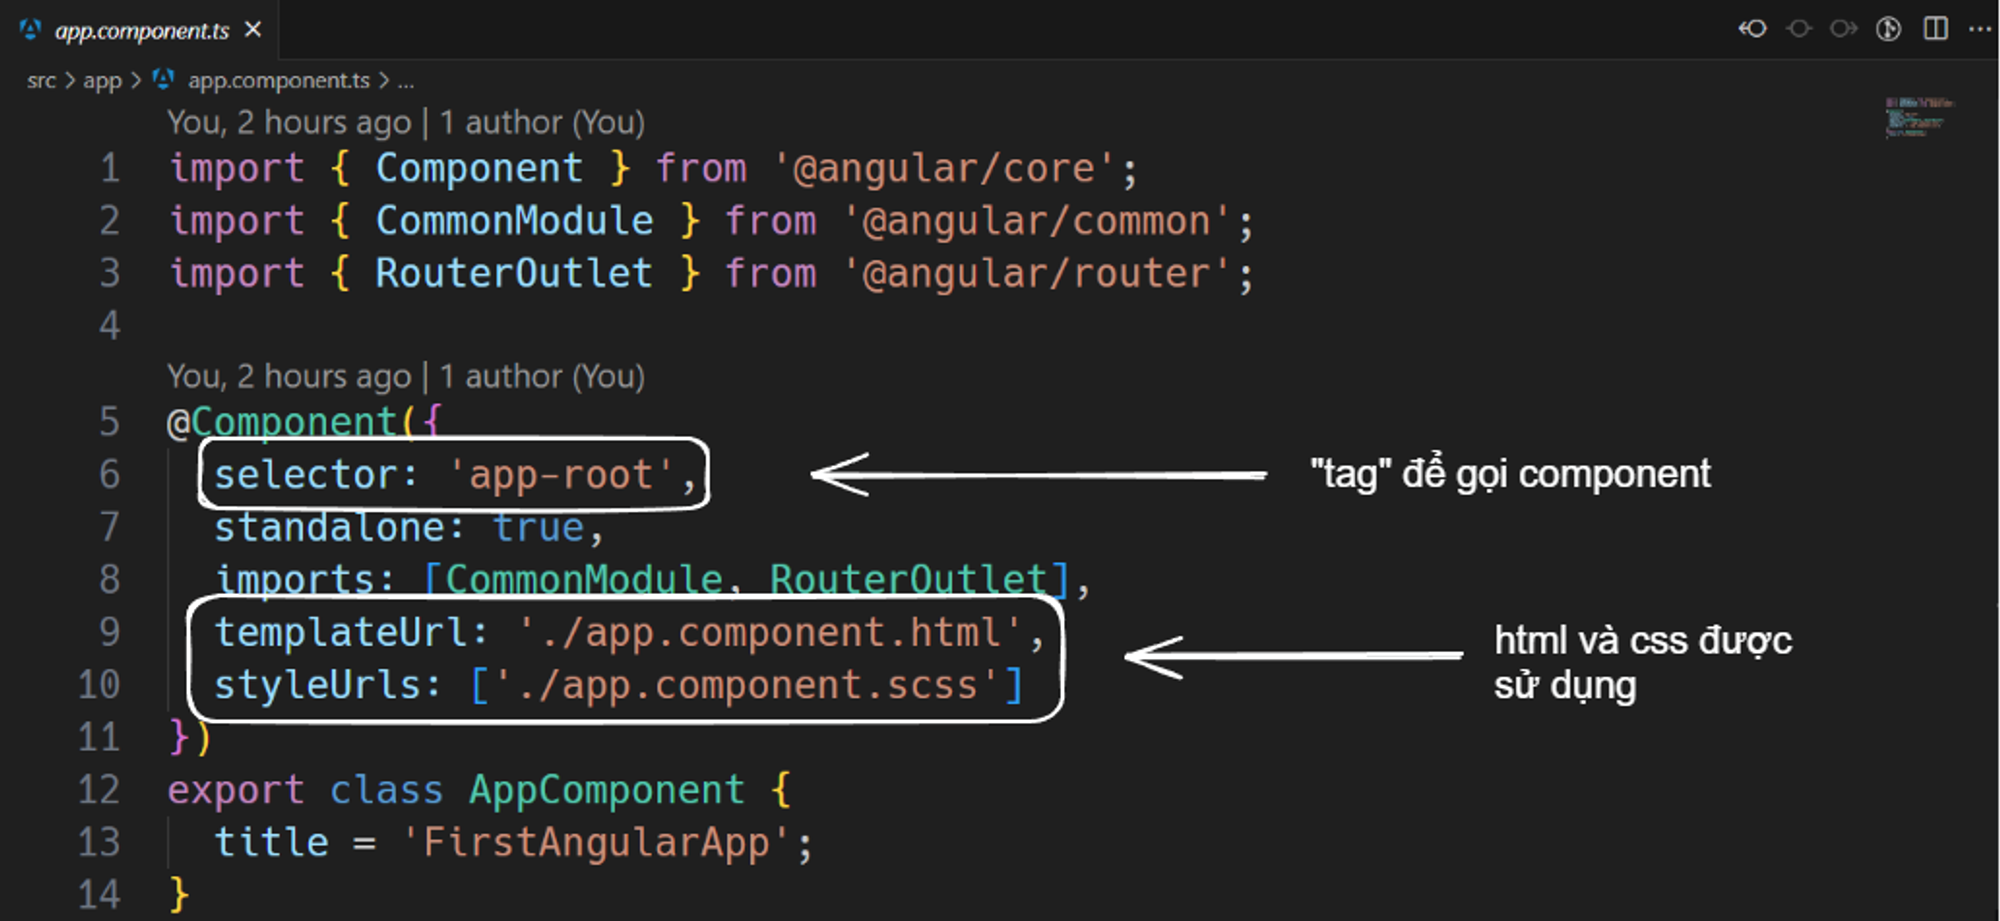 app.component.ts
src > app > app.component.ts > ...
You, 2 hours ago | 1 author (You)
1 import { Component } from '@angular/core';
2 import { CommonModule } from '@angular/common';
3 import { RouterOutlet } from '@angular/router';
4
You, 2 hours ago | 1 author (You)
5 @Component({
6 selector: 'app-root',
"tag" để gọi component
7 standalone: true,
8 imports: [CommonModule, RouterOutlet],
9 templateUrl: './app.component.html',
10 styleUrls: ['./app.component.scss']
html và css được
sử dụng
11 })
12 export class AppComponent {
13 title = 'FirstAngularApp';
14 }